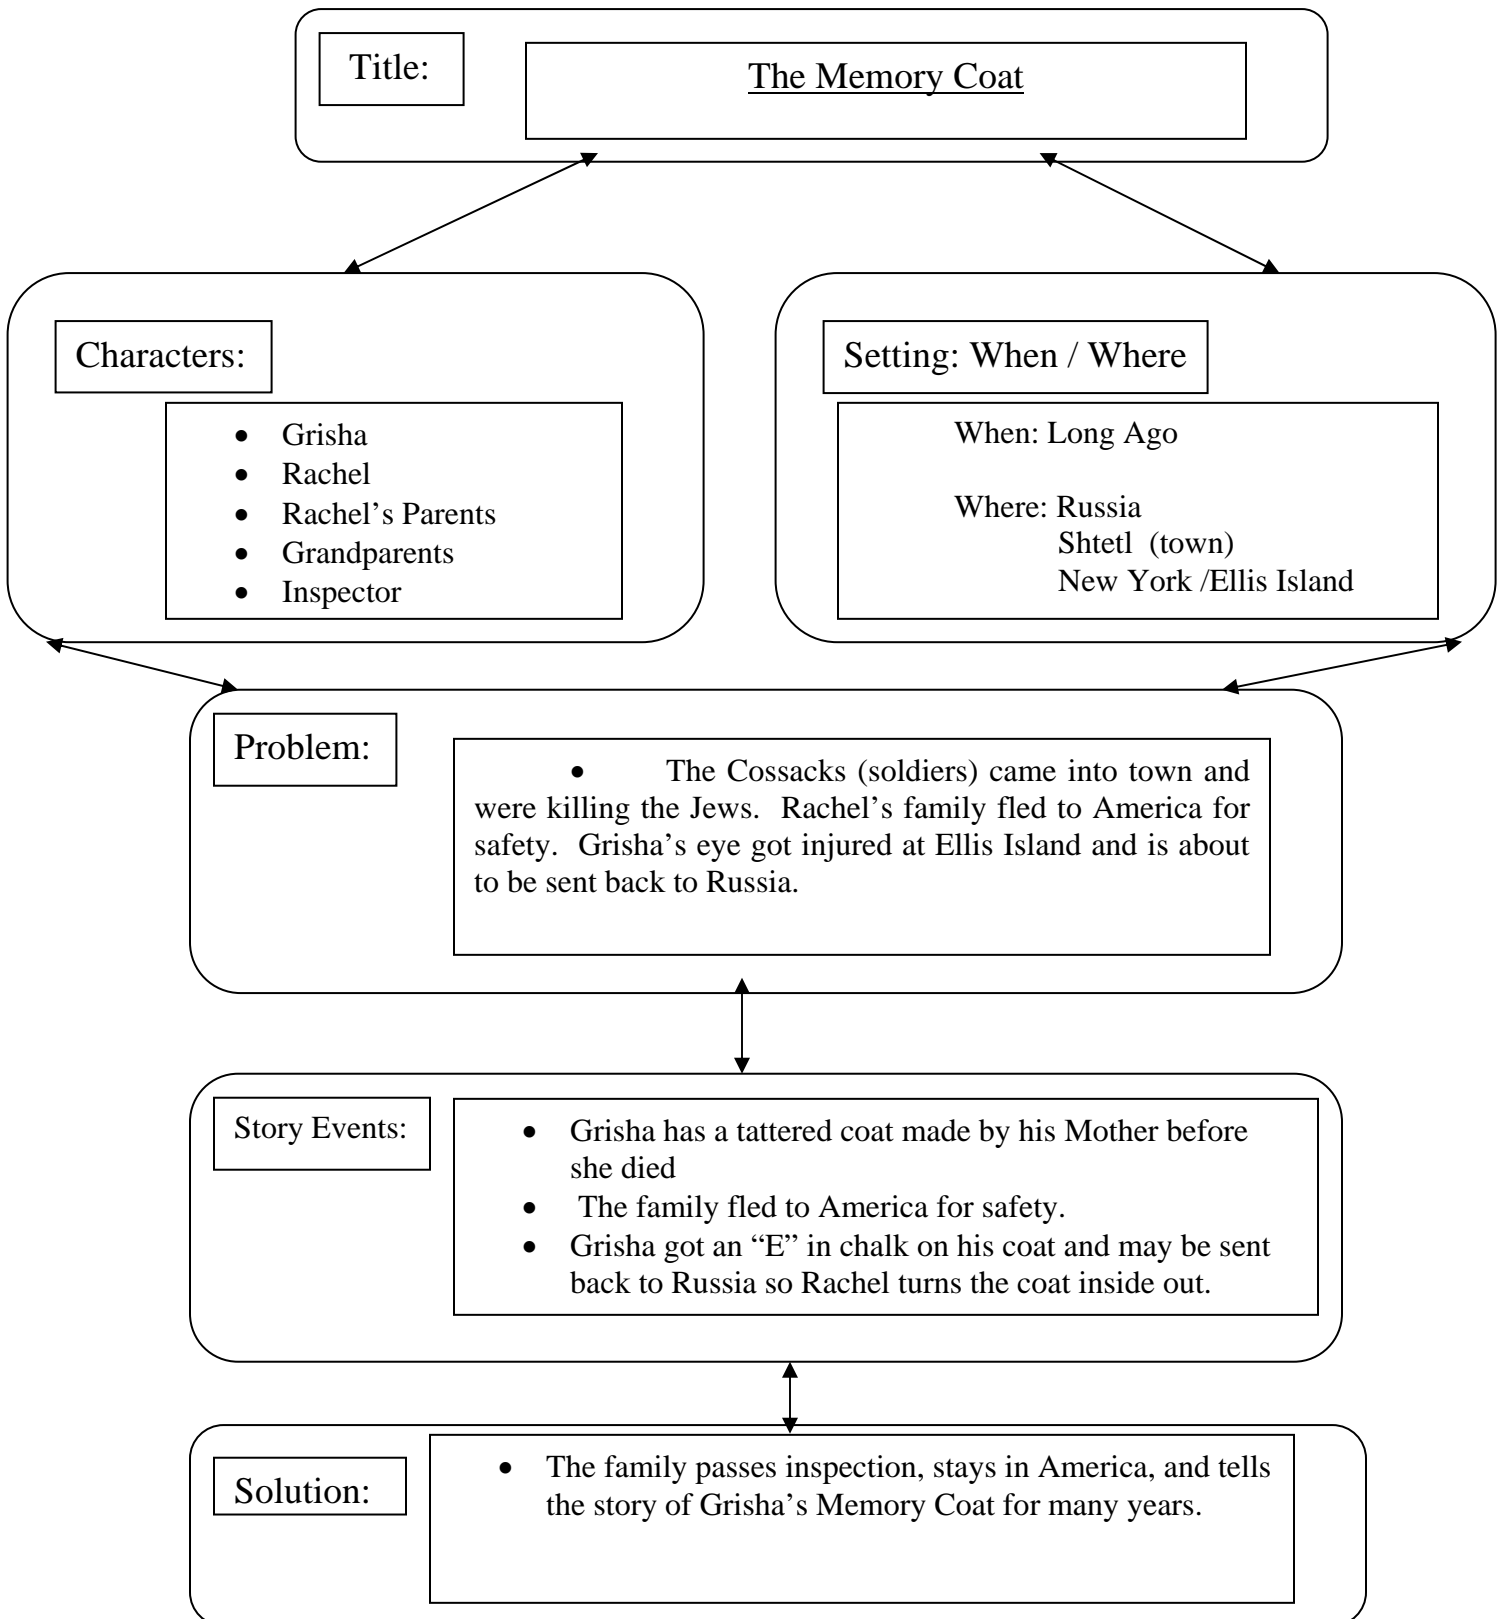 Title:
The Memory Coat
Characters:
• Grisha
• Rachel
• Rachel’s Parents
• Grandparents
• Inspector
Setting: When / Where
When: Long Ago
Where: Russia
Shtetl (town)
New York /Ellis Island
Problem:
• The Cossacks (soldiers) came into town and
were killing the Jews. Rachel’s family fled to America for
safety. Grisha’s eye got injured at Ellis Island and is about
to be sent back to Russia.
Story Events:
• Grisha has a tattered coat made by his Mother before
she died
• The family fled to America for safety.
• Grisha got an “E” in chalk on his coat and may be sent
back to Russia so Rachel turns the coat inside out.
Solution:
• The family passes inspection, stays in America, and tells
the story of Grisha’s Memory Coat for many years.